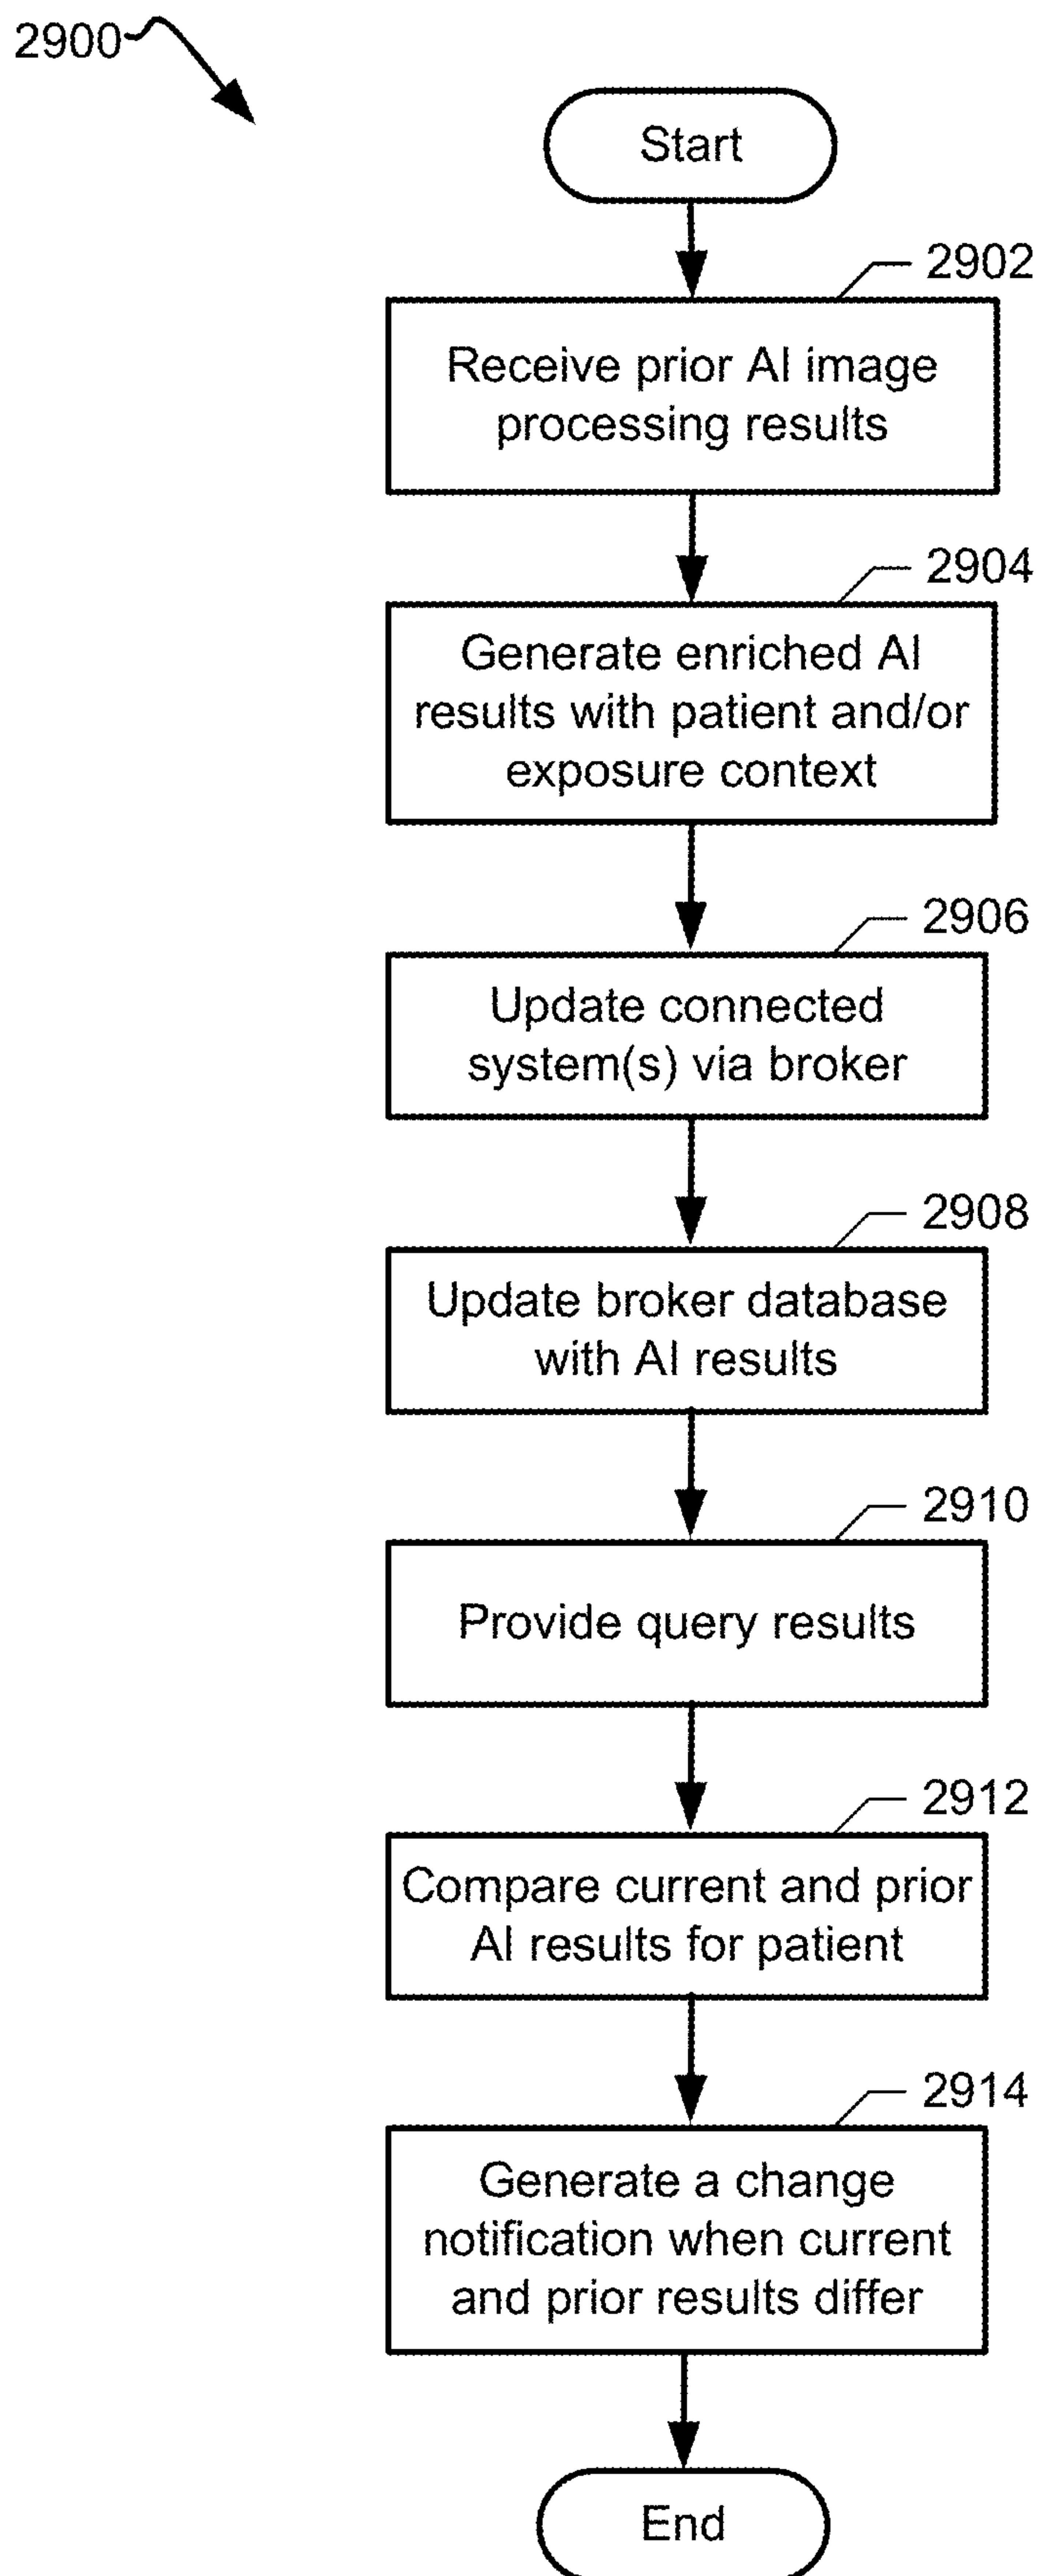 2900
Start
2902
Receive prior AI image
processing results
2904
Generate enriched AI
results with patient and/or
exposure context
2906
Update connected
system(s) via broker
2908
Update broker database
with AI results
2910
Provide query results
2912
Compare current and prior
AI results for patient
2914
Generate a change
notification when current
and prior results differ
End